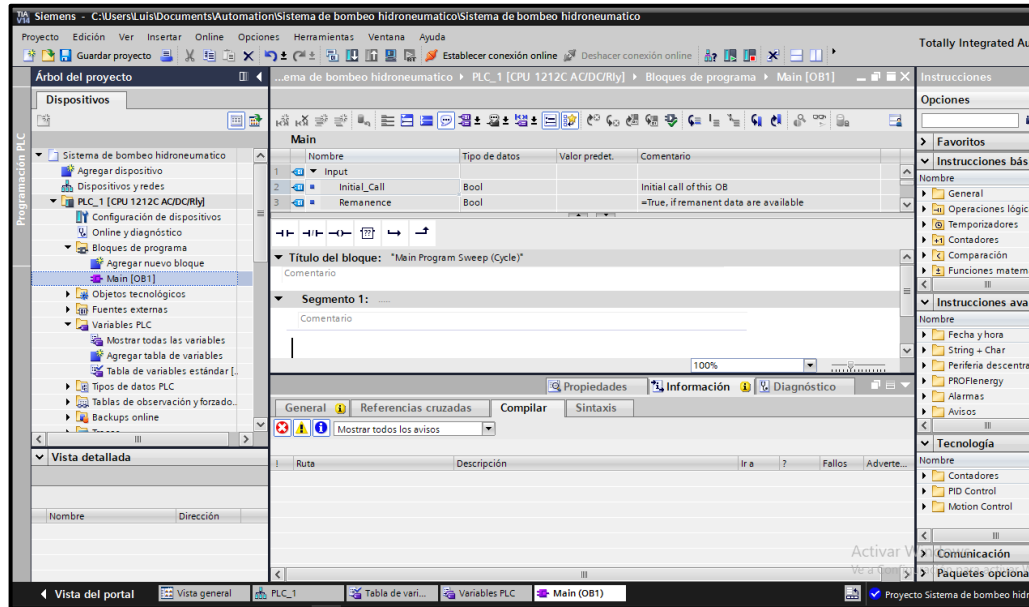 Siemens - C:\Users\Luis\Documents\Automation\Sistema de bombeo hidroneumatico\Sistema de bombeo hidroneumatico
Proyecto Edición Ver Insertar Online Opciones Herramientas Ventana Ayuda
Guardar proyecto Establecer conexión online Deshacer conexión online
Totally Integrated Au
Árbol del proyecto
...ema de bombeo hidroneumatico PLC_1 [CPU 1212C AC/DC/Rly] Bloques de programa Main [OB1]
Instrucciones
Dispositivos
Opciones
Programación PLC
Sistema de bombeo hidroneumatico
Agregar dispositivo
Dispositivos y redes
PLC_1 [CPU 1212C AC/DC/Rly]
Configuración de dispositivos
Online y diagnóstico
Bloques de programa
Agregar nuevo bloque
Main [OB1]
Objetos tecnológicos
Fuentes externas
Variables PLC
Mostrar todas las variables
Agregar tabla de variables
Tabla de variables estándar [..
Tipos de datos PLC
Tablas de observación y forzado..
Backups online
Vista detallada
Nombre Dirección
Main
Nombre Tipo de datos Valor predet. Comentario
1 Input
2 Initial_Call Bool Initial call of this OB
3 Remanence Bool =True, if remanent data are available
Título del bloque: "Main Program Sweep (Cycle)"
Comentario
Segmento 1: .....
Comentario
100%
Propiedades Información Diagnóstico
General Referencias cruzadas Compilar Sintaxis
Mostrar todos los avisos
! Ruta Descripción Ir a ? Fallos Adverte...
Favoritos
Instrucciones bás
Nombre
General
Operaciones lógic
Temporizadores
Contadores
Comparación
Funciones matem
Instrucciones ava
Nombre
Fecha y hora
String + Char
Periferia descentra
PROFIenergy
Alarmas
Avisos
Tecnología
Nombre
Contadores
PID Control
Motion Control
Comunicación
Paquetes opciona
Activar
Vista del portal Vista general PLC_1 Tabla de vari... Variables PLC Main (OB1) Proyecto Sistema de bombeo hidr